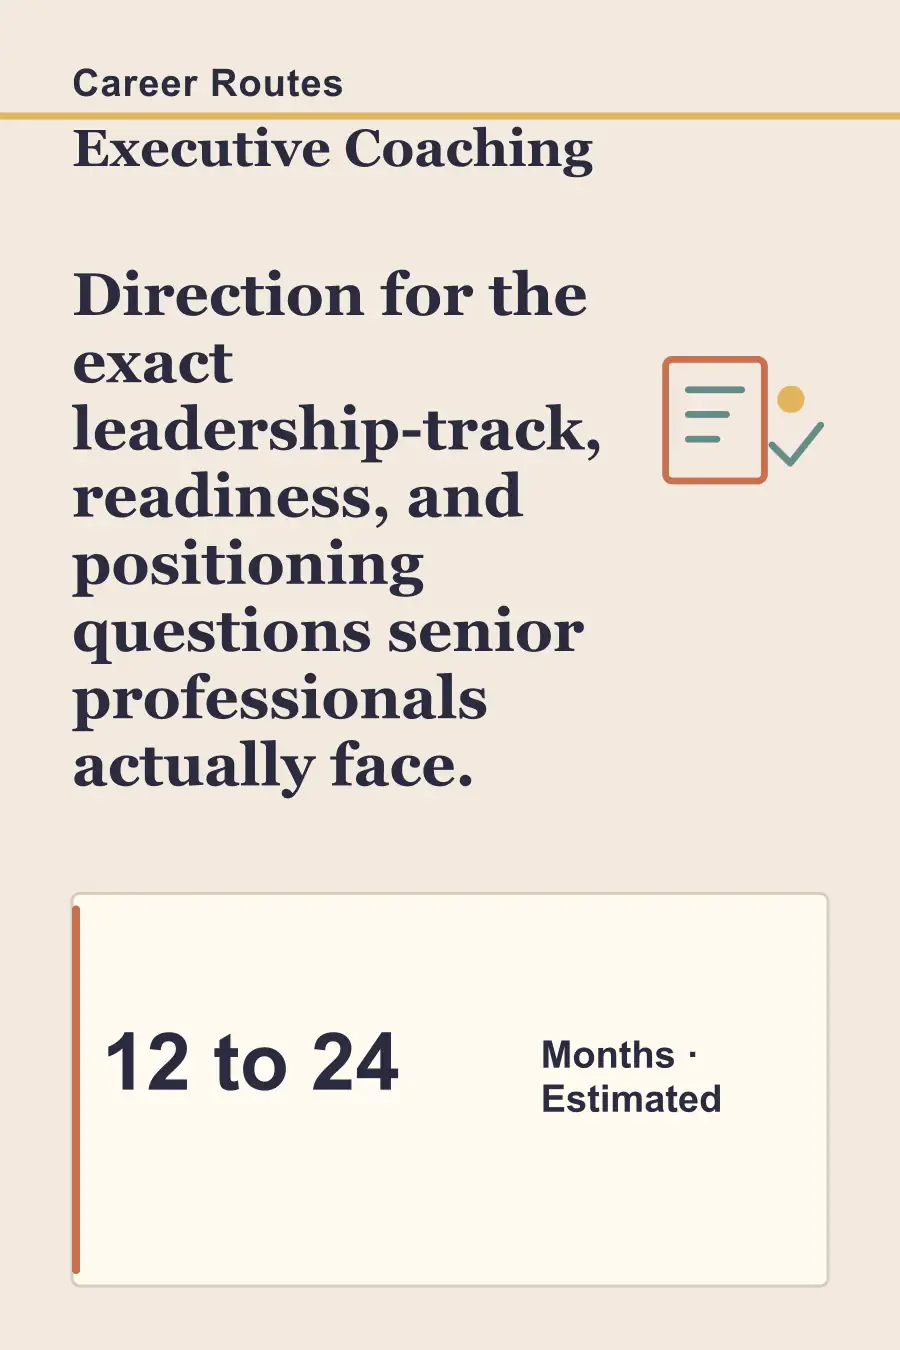 Career Routes
Executive Coaching
Direction for the
exact
leadership-track,
readiness, and
positioning
questions senior
professionals
actually face.
12 to 24
Months ·
Estimated